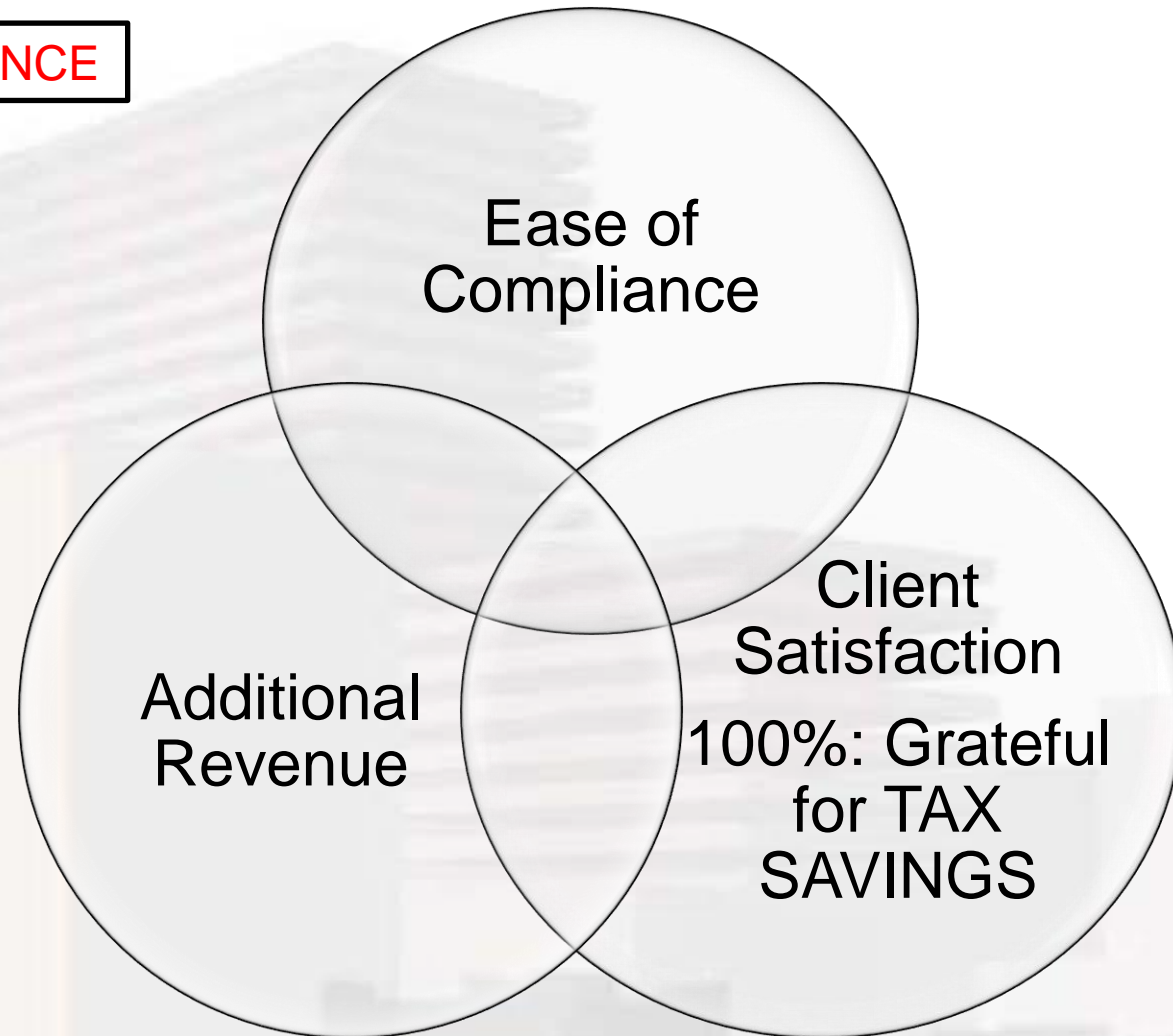 NCE
Ease of
Compliance
Additional
Revenue
Client
Satisfaction
100%: Grateful
for TAX
SAVINGS